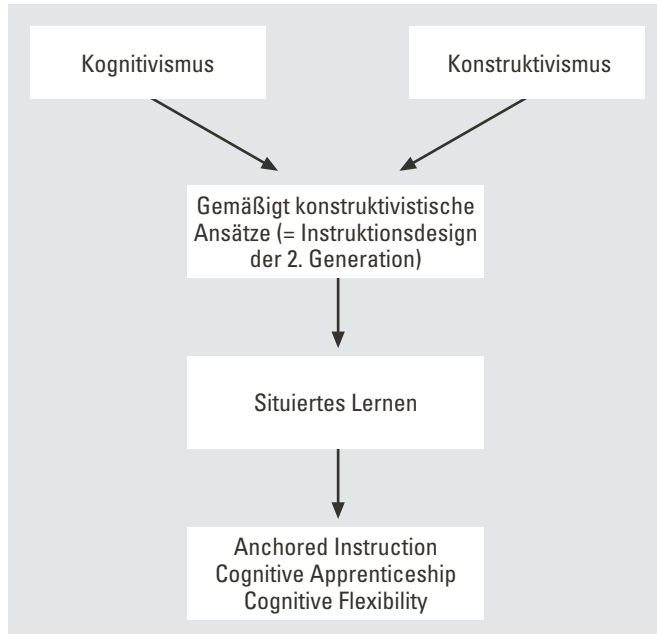 Kognitivismus
Konstruktivismus
Gemäßigt konstruktivistische
Ansätze (= Instruktionsdesign
der 2. Generation)
Situiertes Lernen
Anchored Instruction
Cognitive Apprenticeship
Cognitive Flexibility